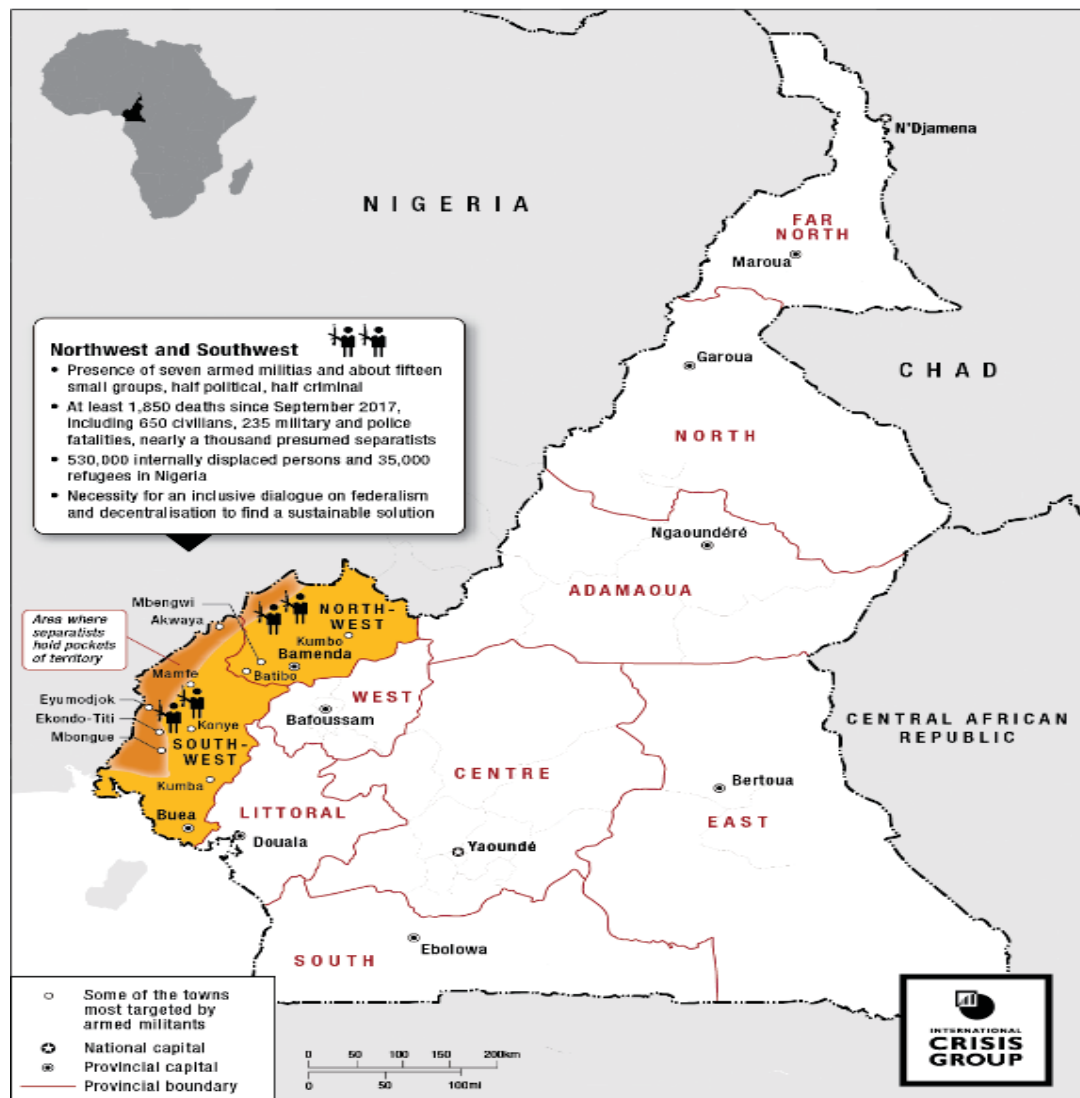 N'Djamena
NIGERIA
FAR
NORTH
Maroua
Northwest and Southwest
• Presence of seven armed militias and about fifteen
small groups, half political, half criminal
• At least 1,850 deaths since September 2017,
including 650 civilians, 235 military and police
fatalities, nearly a thousand presumed separatists
• 530,000 internally displaced persons and 35,000
refugees in Nigeria
• Necessity for an inclusive dialogue on federalism
and decentralisation to find a sustainable solution
Garoua
CHAD
NORTH
Ngaoundéré
ADAMAOUA
Mbengwi
Akwaya
NORTH-
WEST
Area where
separatists
hold pockets
of territory
Kumbo
Bamenda
Batibo
Mamfe
WEST
Bafoussam
Eyumodjok
Ekondo-Titi
Mbongue
Konye
SOUTH-
WEST
CENTRAL AFRICAN
REPUBLIC
CENTRE
Bertoua
Kumba
Buea
LITTORAL
Douala
EAST
Yaoundé
Ebolowa
SOUTH
Some of the towns
most targeted by
armed militants
National capital
Provincial capital
Provincial boundary
0 50 100 150 200km
0 50 100mi
INTERNATIONAL
CRISIS
GROUP